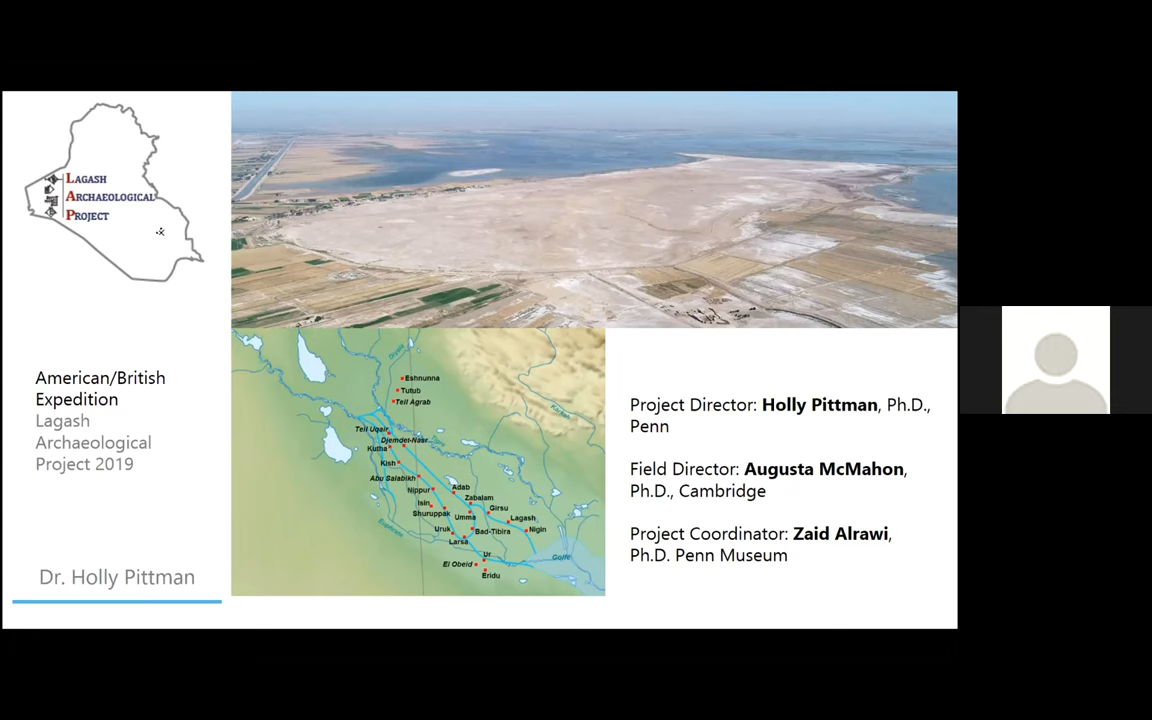 LAGASH
ARCHAEOLOGICAL
PROJECT
American/British
Expedition
Lagash
Archaeological
Project 2019
Dr. Holly Pittman
Diyala
Eshnunna
Tutub
Tell Agrab
Tell Uqair
Djemdet-Nasr
Kutha
Kish
Abu Salabikh
Nippur
Adab
Isin
Zabalam
Shuruppak
Girsu
Umma
Lagash
Uruk
Bad-Tibira
Nigin
Larsa
Euphrate
Ur
Golfe
El Obeid
Eridu
Project Director: Holly Pittman, Ph.D.,
Penn
Field Director: Augusta McMahon,
Ph.D., Cambridge
Project Coordinator: Zaid Alrawi,
Ph.D. Penn Museum